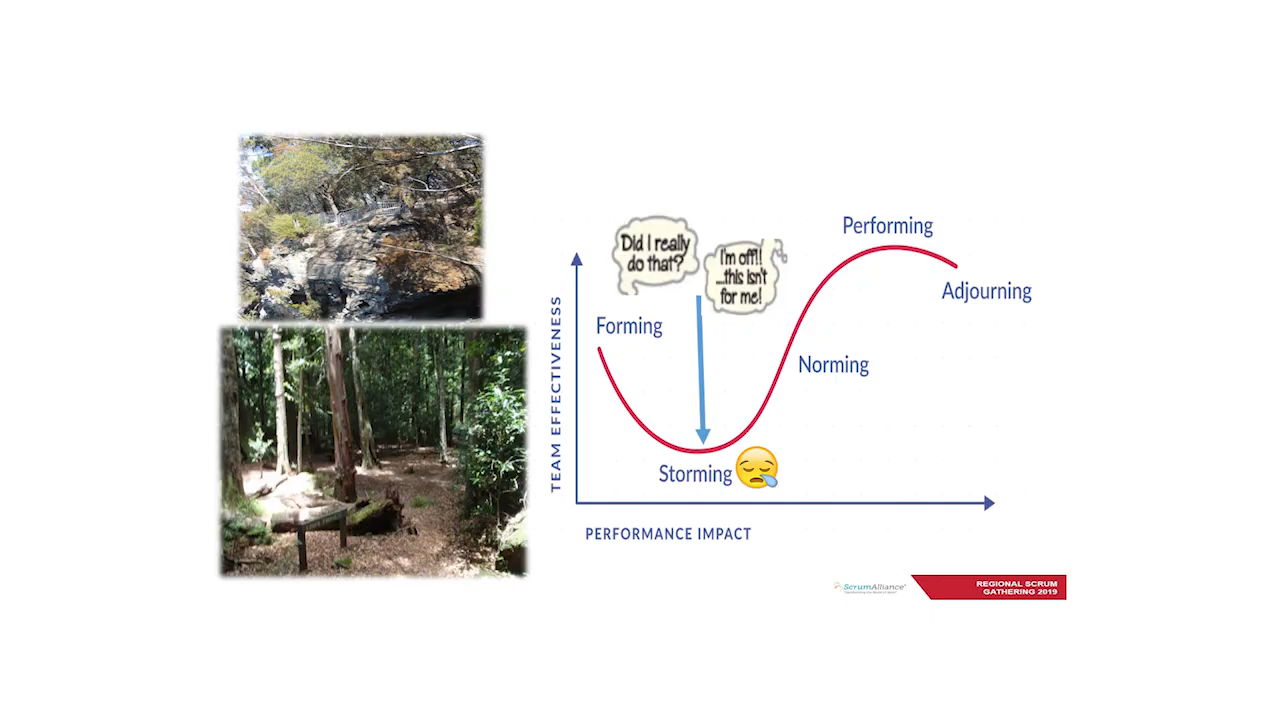 Did I really
do that?
I'm off!!
....this isn't
for me!
Performing
Adjourning
Forming
Norming
Storming
TEAM EFFECTIVENESS
PERFORMANCE IMPACT
ScrumAlliance
REGIONAL SCRUM
GATHERING 2019